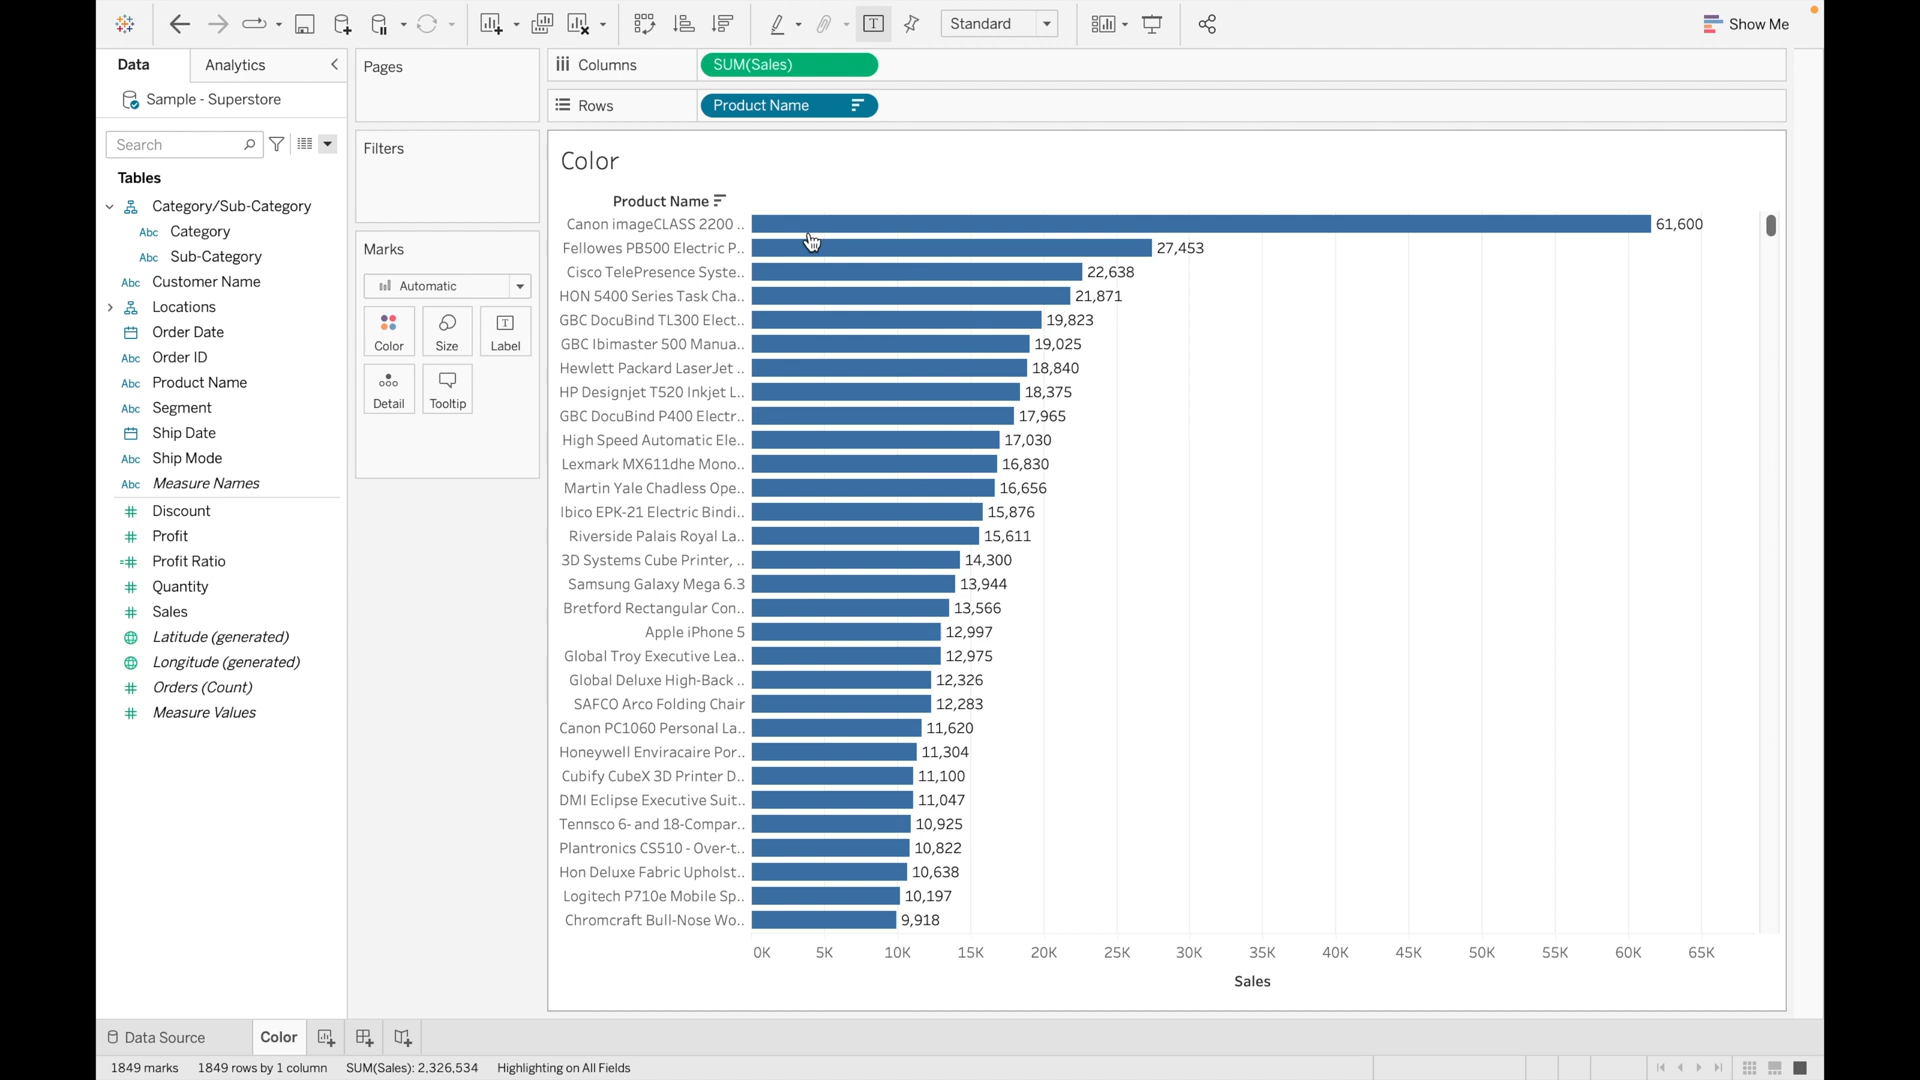 Standard
Show Me
Data
Analytics
Pages
Columns
SUM(Sales)
Sample - Superstore
Rows
Product Name
Search
Filters
Tables
Category/Sub-Category
Abc Category
Abc Sub-Category
Abc Customer Name
Locations
Order Date
Abc Order ID
Abc Product Name
Abc Segment
Ship Date
Abc Ship Mode
Abc Measure Names
# Discount
# Profit
=# Profit Ratio
# Quantity
# Sales
Latitude (generated)
Longitude (generated)
# Orders (Count)
# Measure Values
Marks
Automatic
Color
Size
T
Label
Detail
Tooltip
Color
Product Name
Canon imageCLASS 2200 .. 61,600
Fellowes PB500 Electric P.. 27,453
Cisco TelePresence Syste.. 22,638
HON 5400 Series Task Cha.. 21,871
GBC DocuBind TL300 Elect.. 19,823
GBC Ibimaster 500 Manua.. 19,025
Hewlett Packard LaserJet .. 18,840
HP Designjet T520 Inkjet L.. 18,375
GBC DocuBind P400 Electr.. 17,965
High Speed Automatic Ele.. 17,030
Lexmark MX611dhe Mono.. 16,830
Martin Yale Chadless Ope.. 16,656
Ibico EPK-21 Electric Bindi.. 15,876
Riverside Palais Royal La.. 15,611
3D Systems Cube Printer, .. 14,300
Samsung Galaxy Mega 6.3 13,944
Bretford Rectangular Con.. 13,566
Apple iPhone 5 12,997
Global Troy Executive Lea.. 12,975
Global Deluxe High-Back .. 12,326
SAFCO Arco Folding Chair 12,283
Canon PC1060 Personal La.. 11,620
Honeywell Enviracaire Por.. 11,304
Cubify CubeX 3D Printer D.. 11,100
DMI Eclipse Executive Suit.. 11,047
Tennsco 6- and 18-Compar.. 10,925
Plantronics CS510 - Over-t.. 10,822
Hon Deluxe Fabric Upholst.. 10,638
Logitech P710e Mobile Sp.. 10,197
Chromcraft Bull-Nose Wo.. 9,918
0K 5K 10K 15K 20K 25K 30K 35K 40K 45K 50K 55K 60K 65K
Sales
Data Source
Color
1849 marks 1849 rows by 1 column SUM(Sales): 2,326,534 Highlighting on All Fields